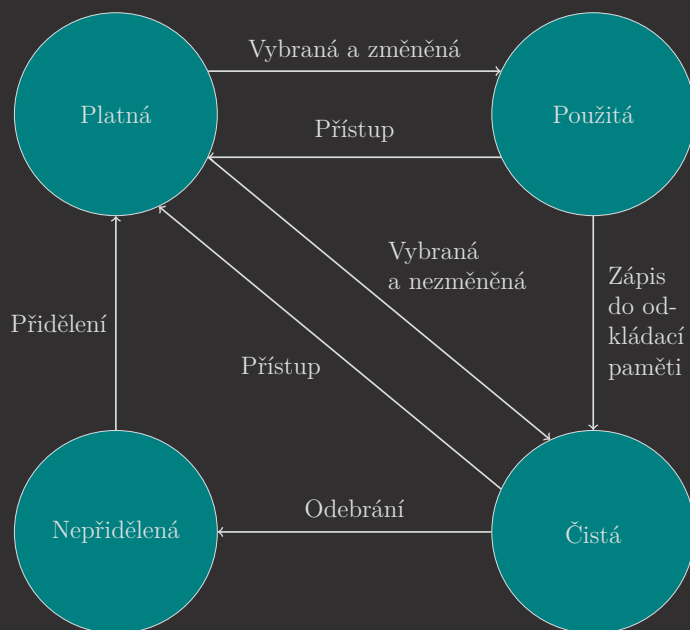 Vybraná a změněná
Platná
Použitá
Přístup
Vybraná
a nezměněná
Zápis
do od-
kládací
paměti
Přidělení
Přístup
Odebrání
Nepřidělená
Čistá